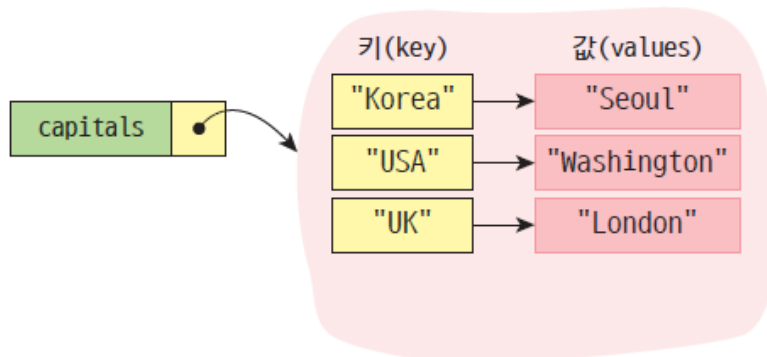 키(key) 값(values)
capitals
"Korea" "Seoul"
"USA" "Washington"
"UK" "London"